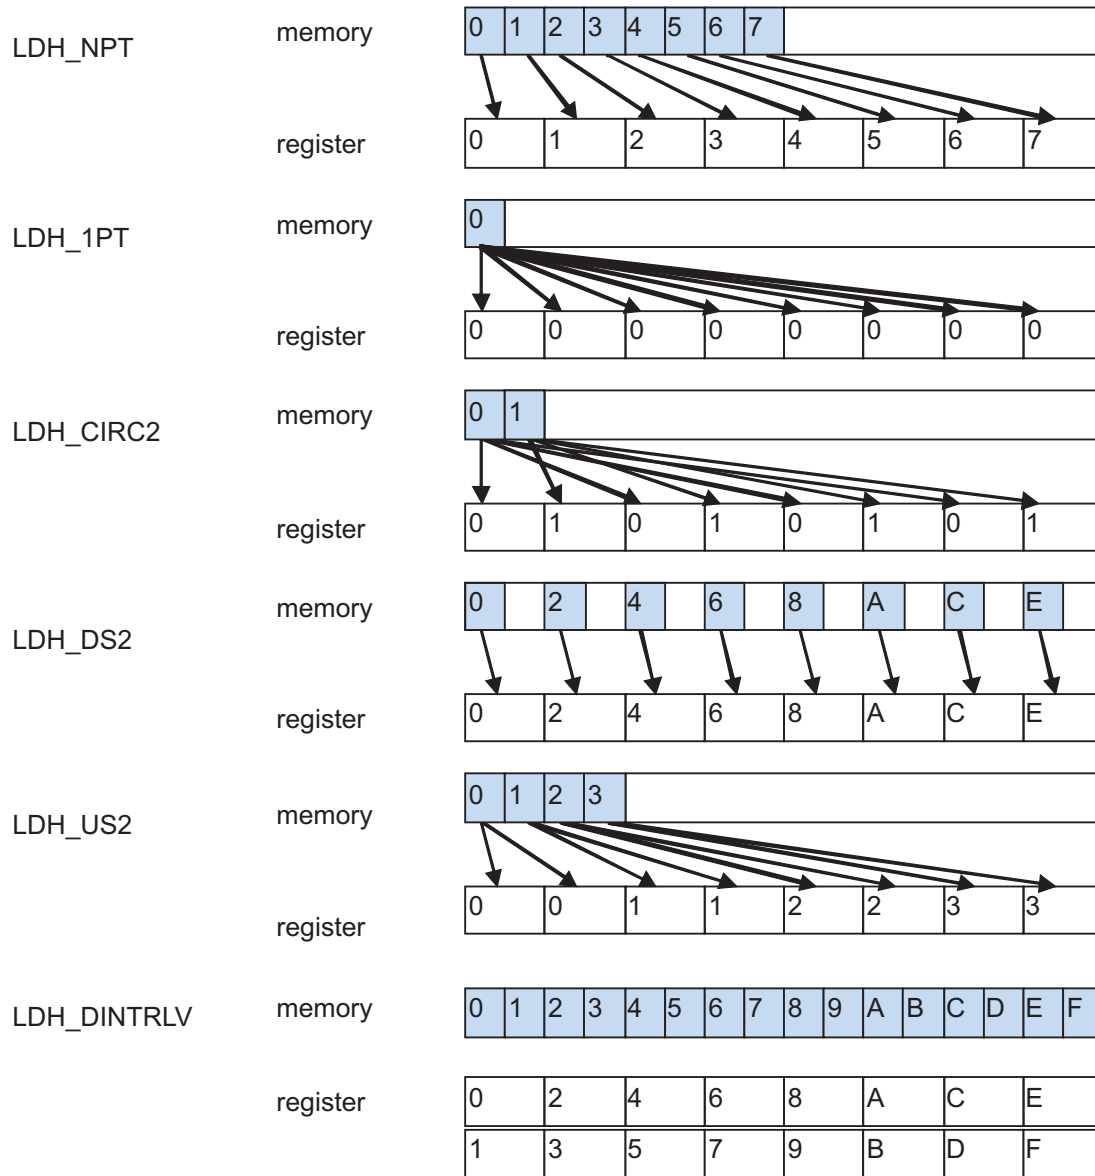 LDH_NPT memory 0 1 2 3 4 5 6 7
register 0 1 2 3 4 5 6 7
LDH_1PT memory 0
register 0 0 0 0 0 0 0 0
LDH_CIRC2 memory 0 1
register 0 1 0 1 0 1 0 1
LDH_DS2 memory 0 2 4 6 8 A C E
register 0 2 4 6 8 A C E
LDH_US2 memory 0 1 2 3
register 0 0 1 1 2 2 3 3
LDH_DINTRLV memory 0 1 2 3 4 5 6 7 8 9 A B C D E F
register 0 2 4 6 8 A C E
1 3 5 7 9 B D F